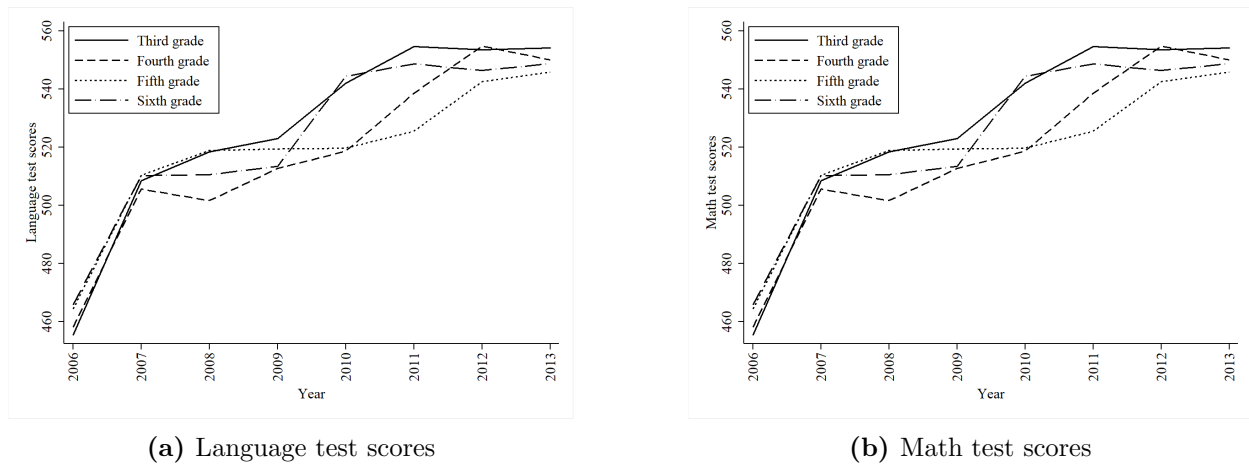 Third grade
Fourth grade
Fifth grade
Sixth grade
Language test scores
560
540
520
500
480
460
2006 2007 2008 2009 2010 2011 2012 2013
Year
(a) Language test scores
Third grade
Fourth grade
Fifth grade
Sixth grade
Math test scores
560
540
520
500
480
460
2006 2007 2008 2009 2010 2011 2012 2013
Year
(b) Math test scores